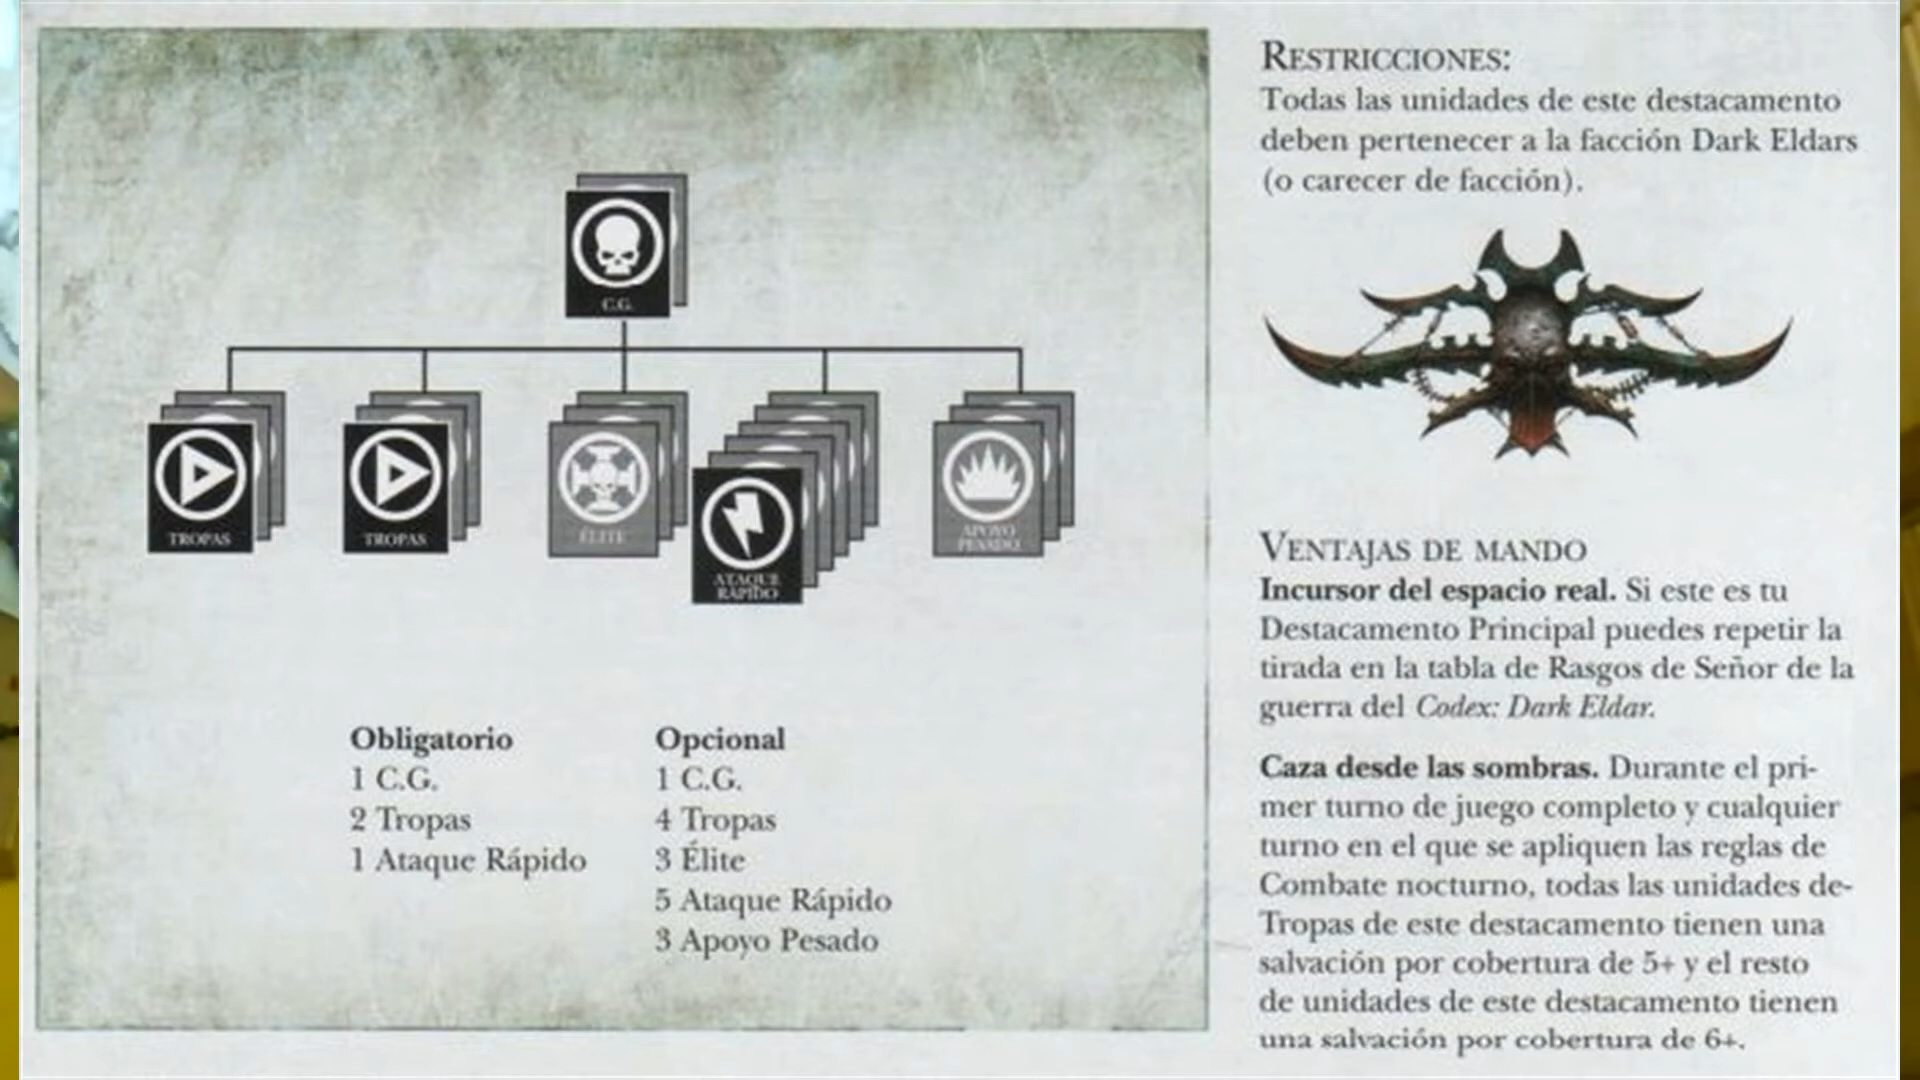 C.G.
TROPAS
TROPAS
ÉLITE
ATAQUE
RÁPIDO
APOYO
PESADO
Obligatorio
1 C.G.
2 Tropas
1 Ataque Rápido
Opcional
1 C.G.
4 Tropas
3 Élite
5 Ataque Rápido
3 Apoyo Pesado
RESTRICCIONES:
Todas las unidades de este destacamento
deben pertenecer a la facción Dark Eldars
(o carecer de facción).
VENTAJAS DE MANDO
Incursor del espacio real. Si este es tu
Destacamento Principal puedes repetir la
tirada en la tabla de Rasgos de Señor de la
guerra del Codex: Dark Eldar.
Caza desde las sombras. Durante el pri-
mer turno de juego completo y cualquier
turno en el que se apliquen las reglas de
Combate nocturno, todas las unidades de-
Tropas de este destacamento tienen una
salvación por cobertura de 5+ y el resto
de unidades de este destacamento tienen
una salvación por cobertura de 6+.